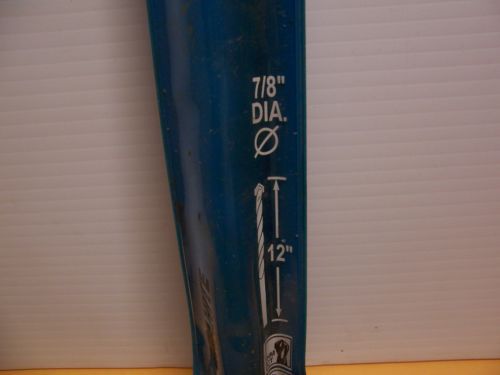 7/8"
DIA.
Ø
12"